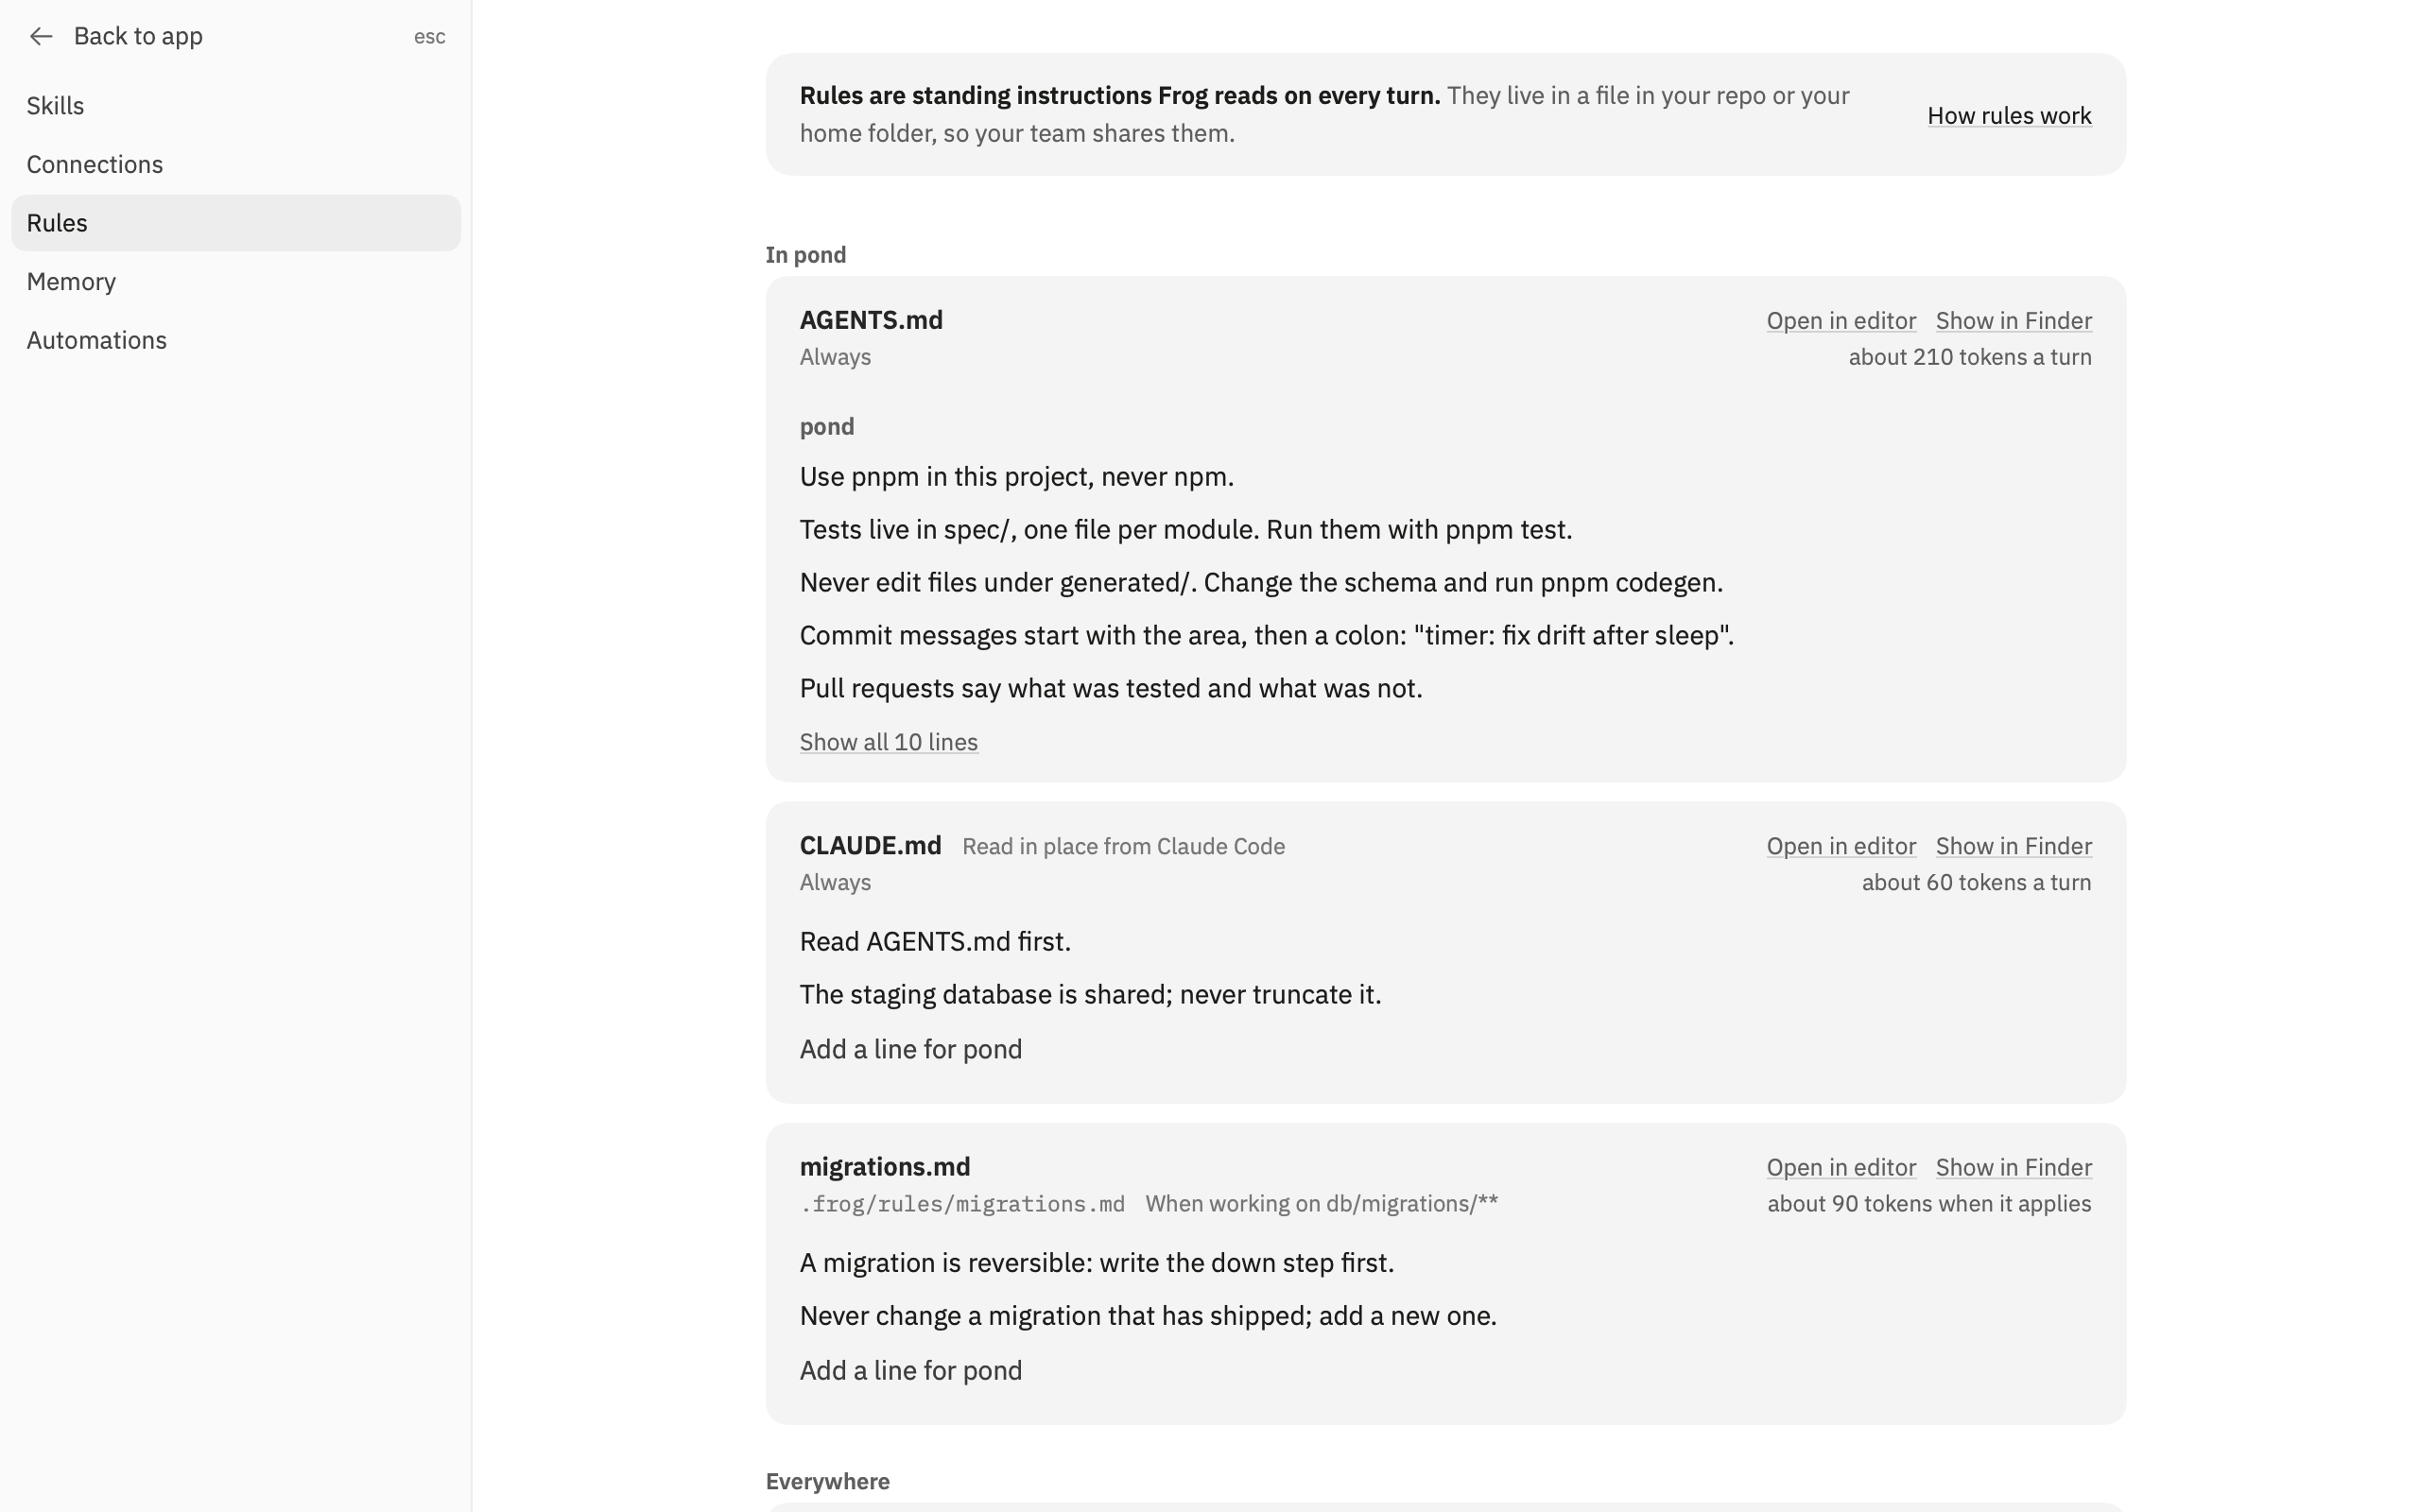 Back to app esc
Skills
Connections
Rules
Memory
Automations
Rules are standing instructions Frog reads on every turn. They live in a file in your repo or your
home folder, so your team shares them.
How rules work
In pond
AGENTS.md Open in editor Show in Finder
Always about 210 tokens a turn
pond
Use pnpm in this project, never npm.
Tests live in spec/, one file per module. Run them with pnpm test.
Never edit files under generated/. Change the schema and run pnpm codegen.
Commit messages start with the area, then a colon: "timer: fix drift after sleep".
Pull requests say what was tested and what was not.
Show all 10 lines
CLAUDE.md Read in place from Claude Code Open in editor Show in Finder
Always about 60 tokens a turn
Read AGENTS.md first.
The staging database is shared; never truncate it.
Add a line for pond
migrations.md Open in editor Show in Finder
.frog/rules/migrations.md When working on db/migrations/** about 90 tokens when it applies
A migration is reversible: write the down step first.
Never change a migration that has shipped; add a new one.
Add a line for pond
Everywhere